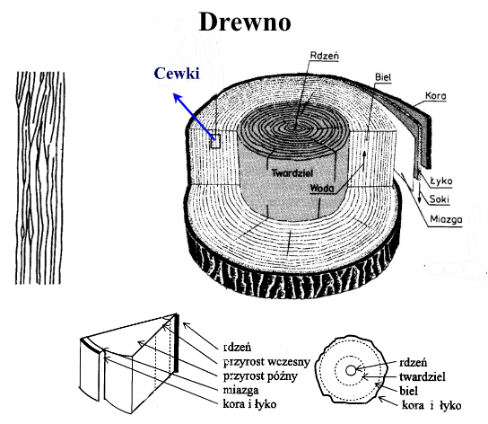 Drewno
Rdzeń
Cewki
Biel
Kora
Twardziel
Woda
Łyko
Soki
Miazga
rdzeń
przyrost wczesny
przyrost późny
miazga
kora i łyko
rdzeń
twardziel
biel
kora i łyko